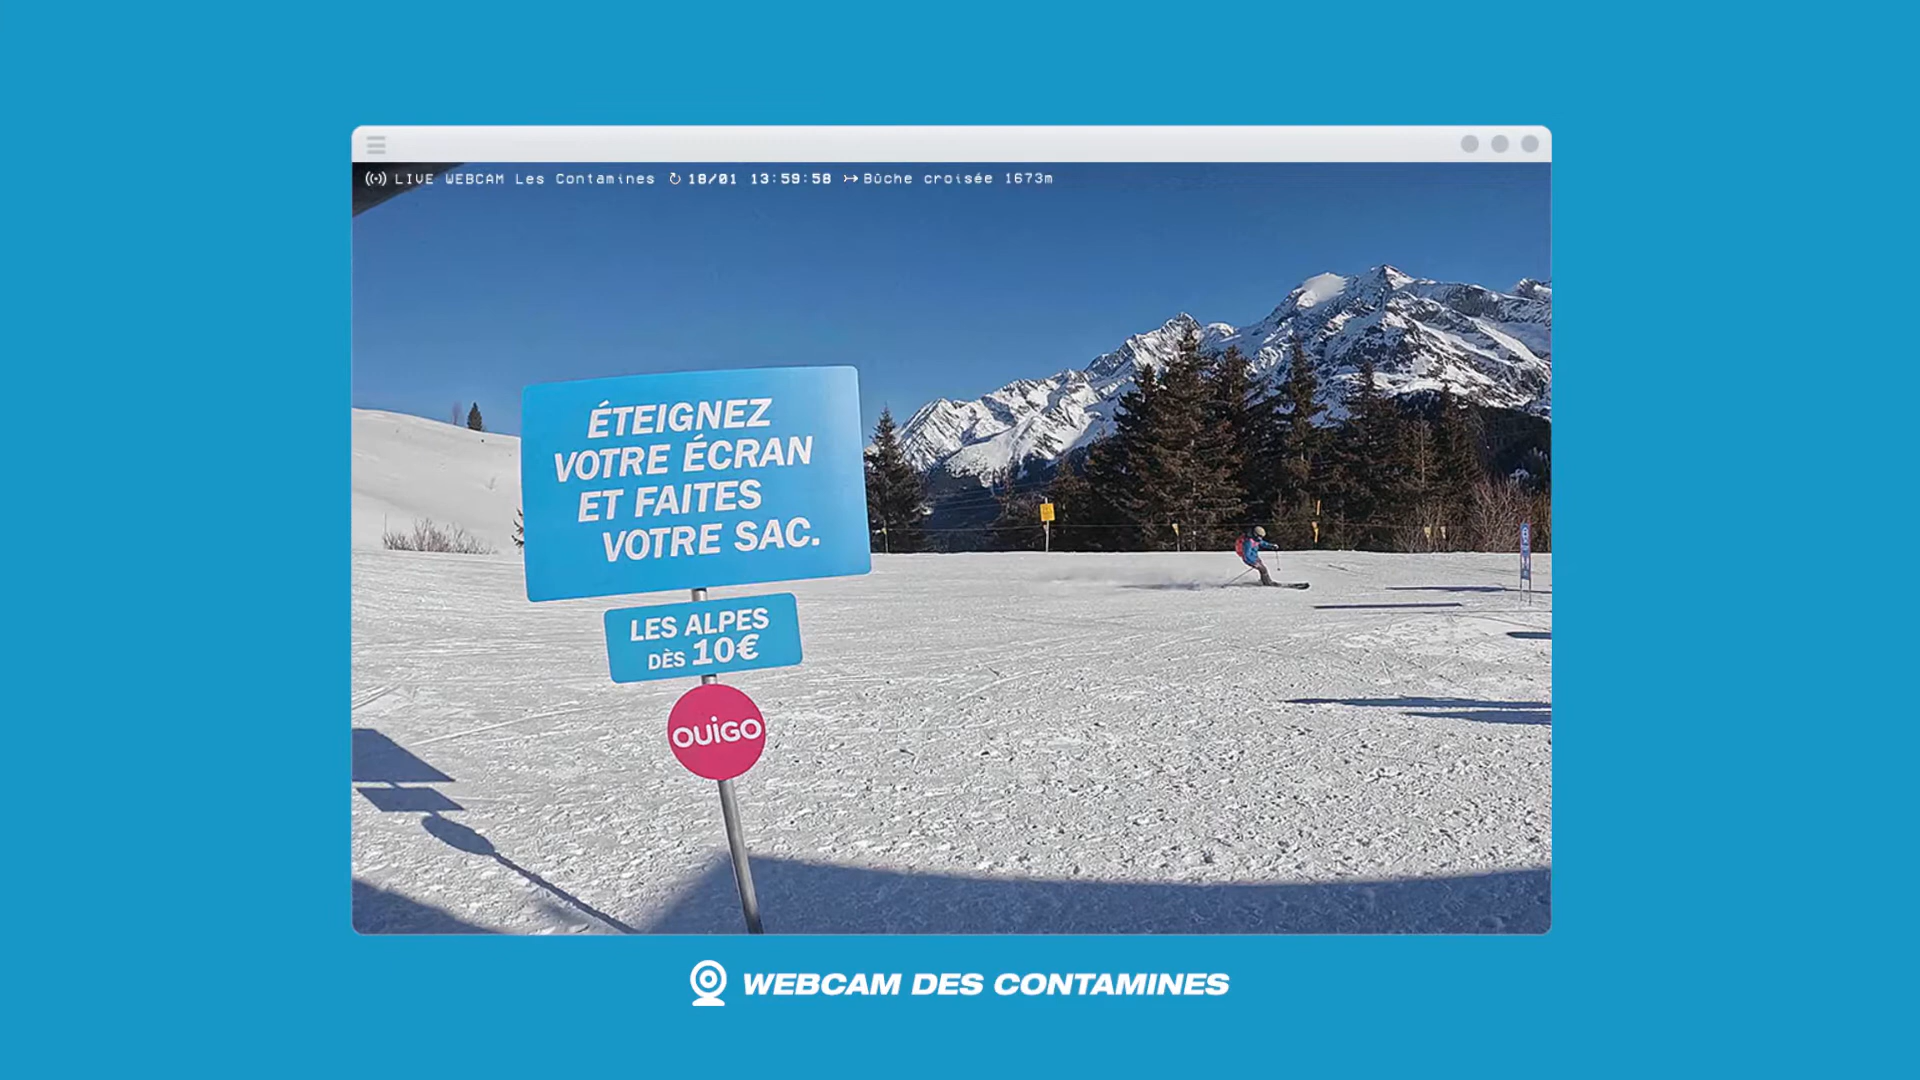 LIVE WEBCAM Les Contamines 18/01 13:59:58 Bûche croisée 1673m
ÉTEIGNEZ
VOTRE ÉCRAN
ET FAITES
VOTRE SAC.
LES ALPES
DÈS 10€
OUIGO
WEBCAM DES CONTAMINES